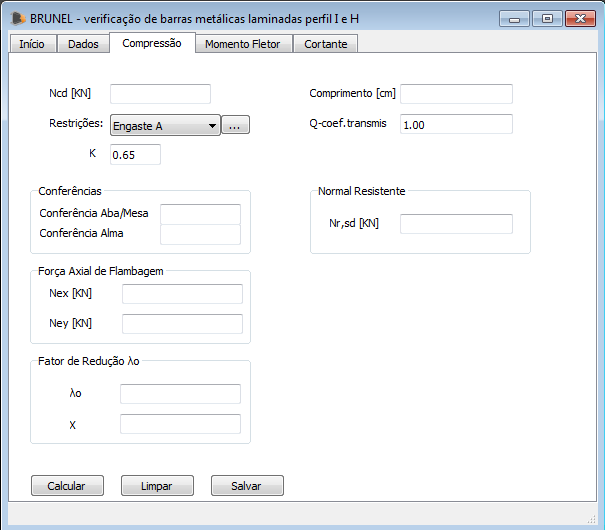 BRUNEL - verificação de barras metálicas laminadas perfil I e H
Início Dados Compressão Momento Fletor Cortante
Ncd [KN] Comprimento [cm]
Restrições: Engaste A ... Q-coef.transmis 1.00
K 0.65
Conferências Normal Resistente
Conferência Aba/Mesa
Nr,sd [KN]
Conferência Alma
Força Axial de Flambagem
Nex [KN]
Ney [KN]
Fator de Redução λo
λo
X
Calcular Limpar Salvar